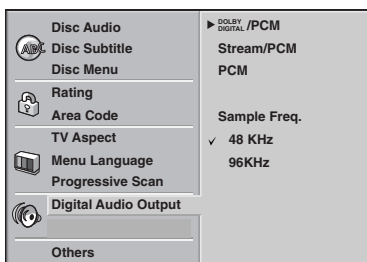 Disc Audio
ABC
Disc Subtitle
Disc Menu
Rating
Area Code
TV Aspect
Menu Language
Progressive Scan
Digital Audio Output
Others
DOLBY DIGITAL /PCM
Stream/PCM
PCM
Sample Freq.
✓ 48 KHz
96KHz